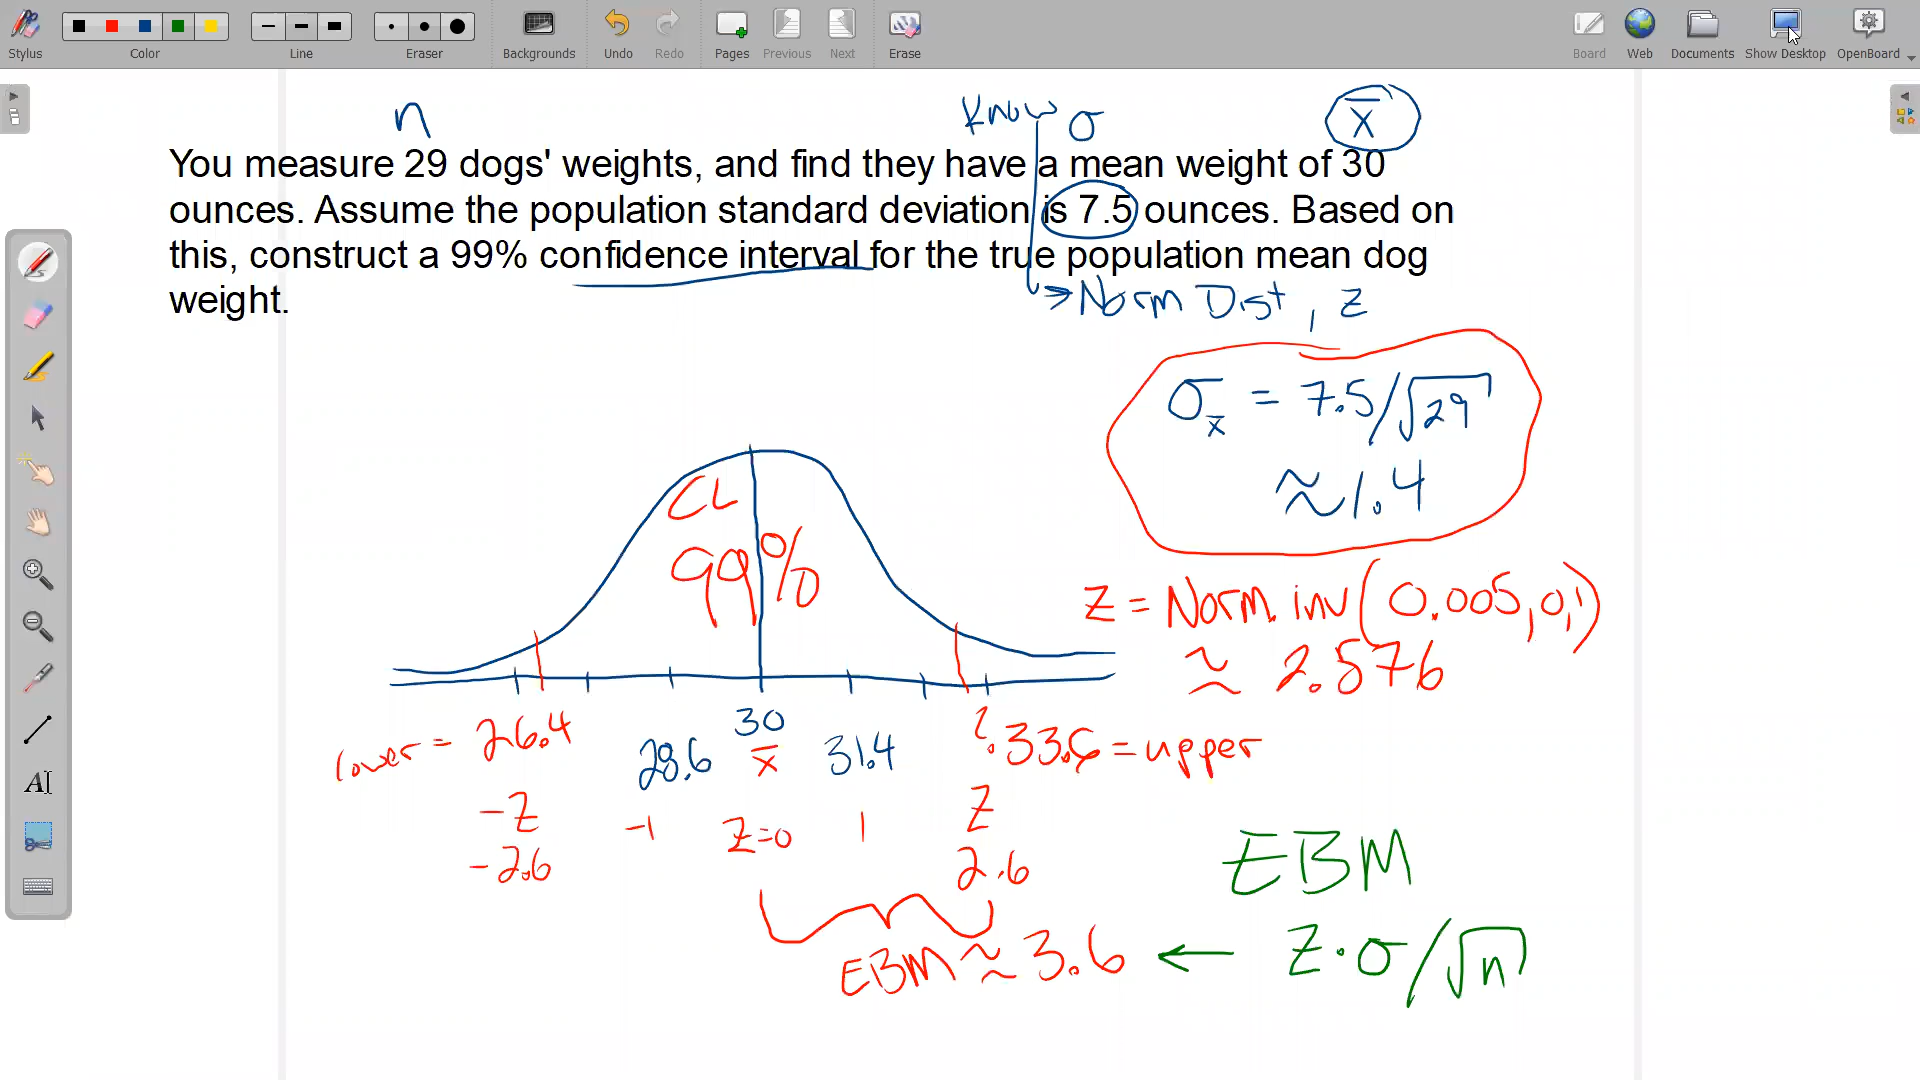 Stylus Color Line Eraser Backgrounds Undo Redo Pages Previous Next Erase Board Web Documents Show Desktop OpenBoard
n know σ x̄
You measure 29 dogs' weights, and find they have a mean weight of 30
ounces. Assume the population standard deviation is 7.5 ounces. Based on
this, construct a 99% confidence interval for the true population mean dog
weight.
→ Norm Dist, z
σx̄ = 7.5/√29
≈ 1.4
CL
99%
z = Norm.inv(0.005,0,1)
≈ 2.576
lower = 26.4 28.6 30 31.4 ? 33.6 = upper
x̄
-z -1 z=0 1 z
-2.6 2.6
EBM
EBM ≈ 3.6 ← z·σ/√n
AI